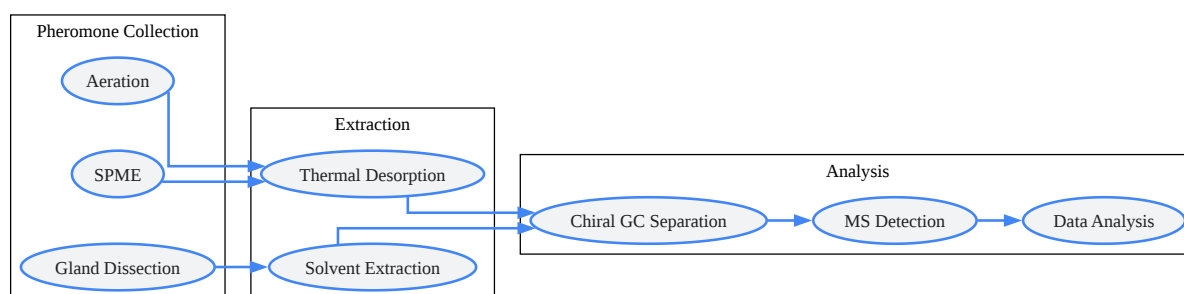 Pheromone Collection
Aeration
SPME
Gland Dissection
Extraction
Thermal Desorption
Solvent Extraction
Analysis
Chiral GC Separation
MS Detection
Data Analysis